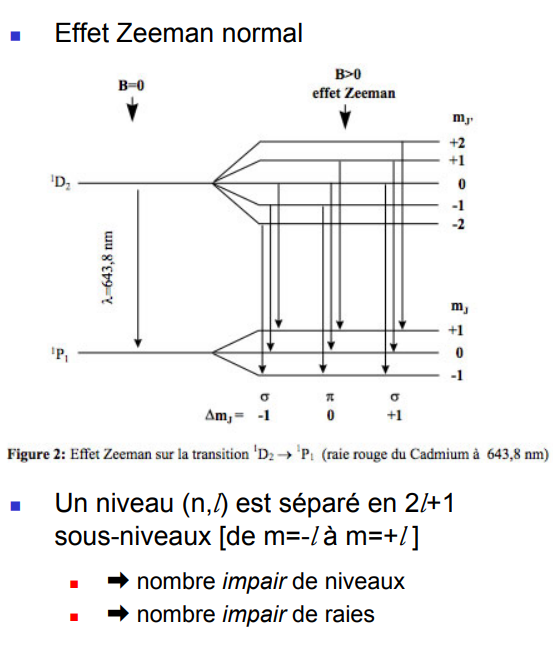 Effet Zeeman normal
B=0
B>0
effet Zeeman
mJ'
+2
+1
0
-1
-2
¹D₂
λ=643,8 nm
mJ
+1
0
-1
¹P₁
σ π σ
ΔmJ = -1 0 +1
Figure 2: Effet Zeeman sur la transition ¹D₂ → ¹P₁ (raie rouge du Cadmium à 643,8 nm)
Un niveau (n,l) est séparé en 2l+1
sous-niveaux [de m=-l à m=+l]
➡ nombre impair de niveaux
➡ nombre impair de raies